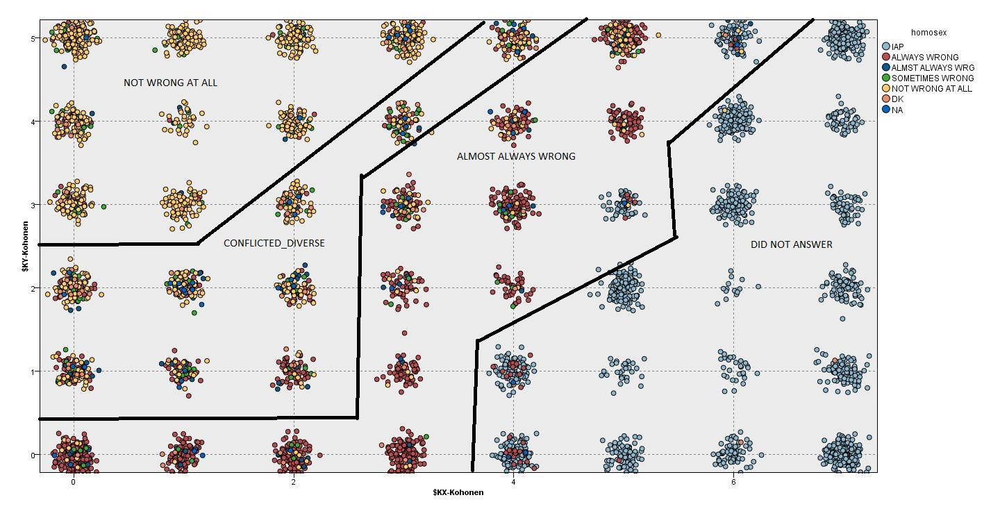 homosex
IAP
ALWAYS WRONG
ALMST ALWAYS WRG
SOMETIMES WRONG
NOT WRONG AT ALL
DK
NA
5
NOT WRONG AT ALL
4
ALMOST ALWAYS WRONG
3
CONFLICTED_DIVERSE
DID NOT ANSWER
$KY-Kohonen
2
1
0
0
2
4
6
$KX-Kohonen